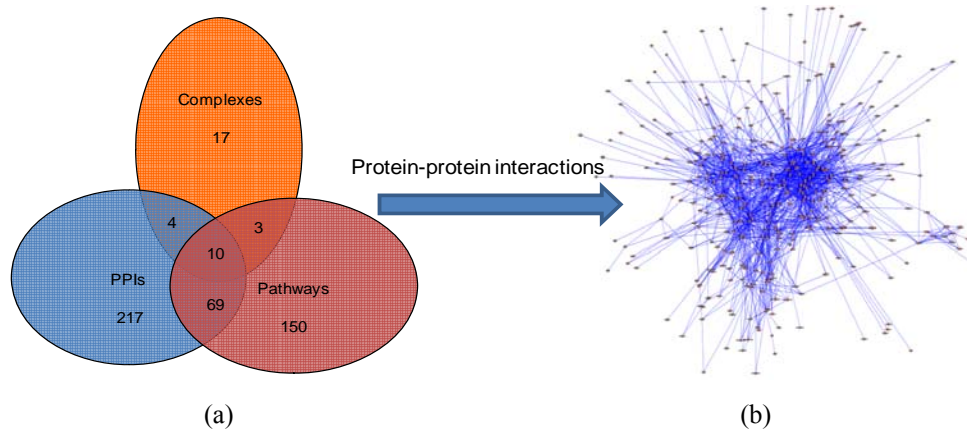 Complexes
17
Protein-protein interactions
4
3
10
PPIs
Pathways
69
217
150
(a)
(b)